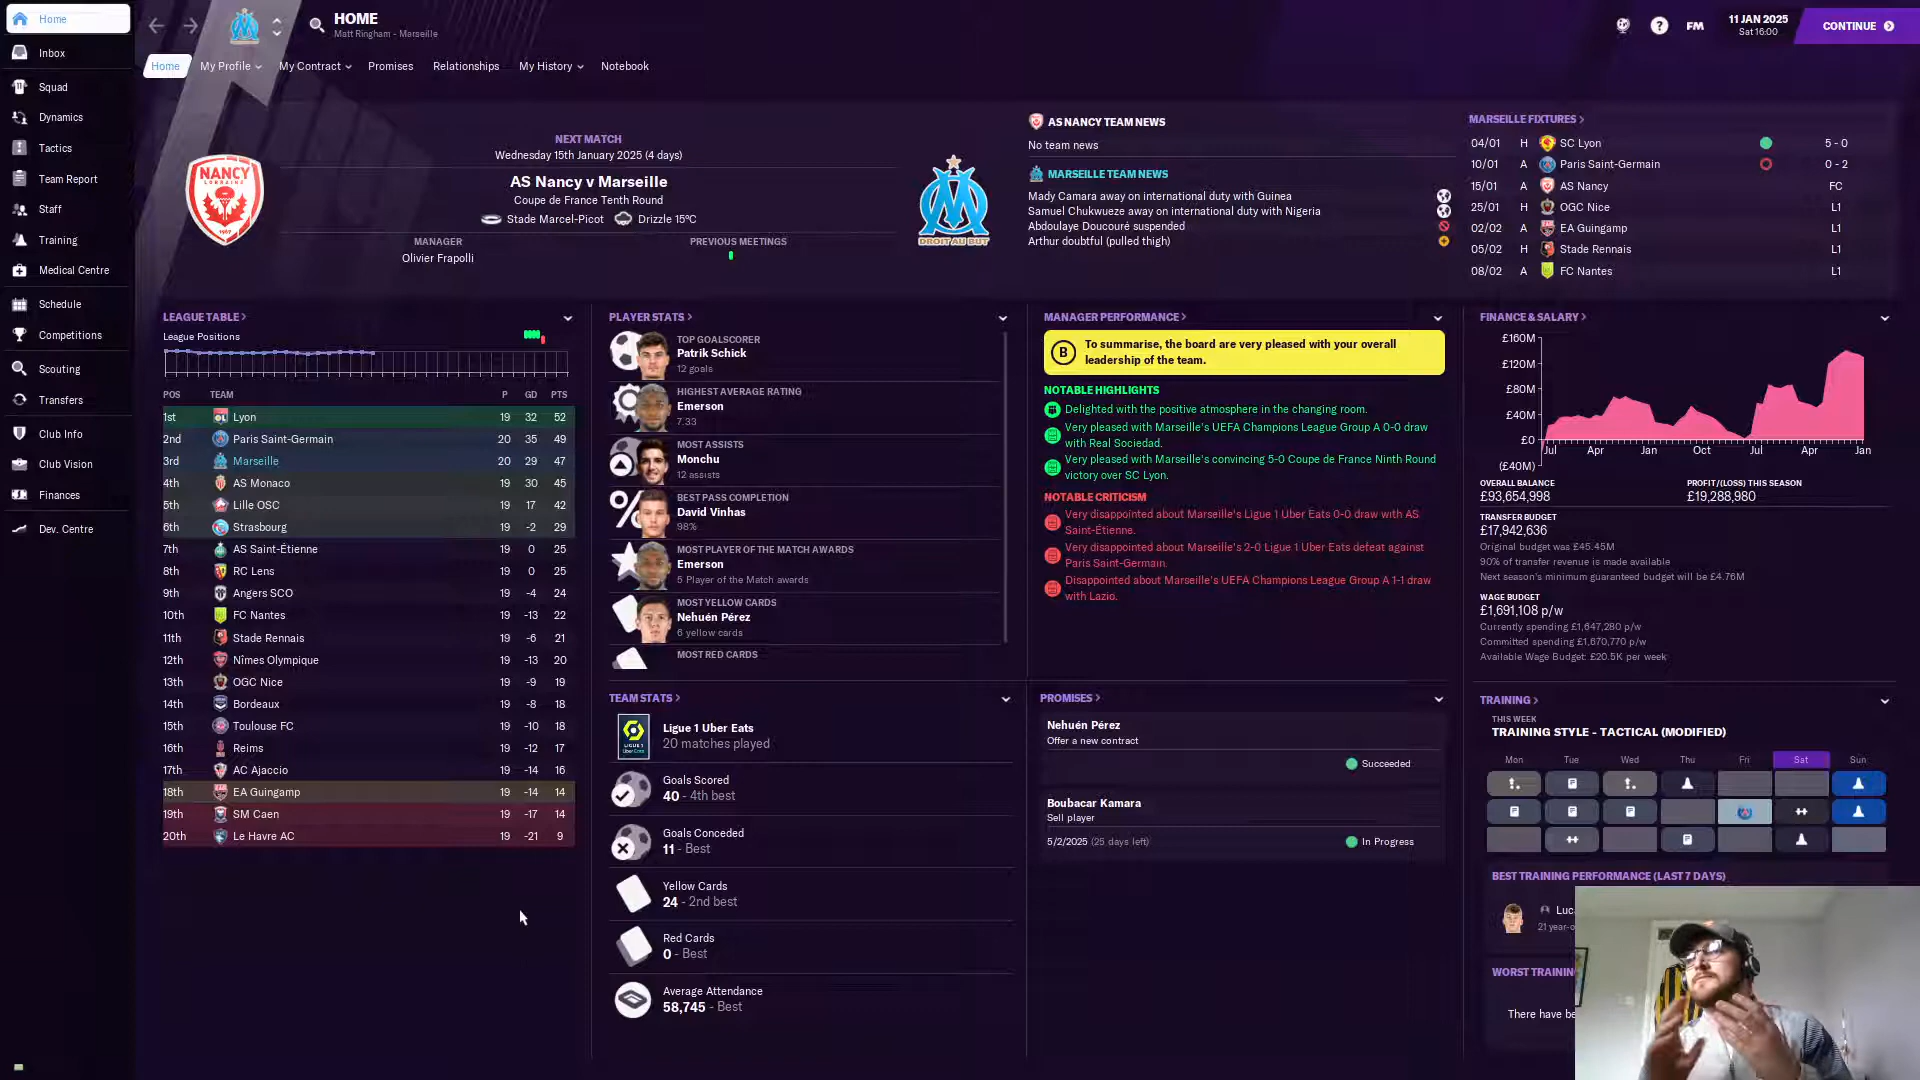 Home
Inbox
Squad
Dynamics
Tactics
Team Report
Staff
Training
Medical Centre
Schedule
Competitions
Scouting
Transfers
Club Info
Club Vision
Finances
Dev. Centre
HOME
Matt Ringham - Marseille
FM
11 JAN 2025
Sat 16:00
CONTINUE
Home
My Profile
My Contract
Promises
Relationships
My History
Notebook
NANCY
LORRAINE
1967
NEXT MATCH
Wednesday 15th January 2025 (4 days)
AS Nancy v Marseille
Coupe de France Tenth Round
Stade Marcel-Picot Drizzle 15ºC
MANAGER
Olivier Frapolli
PREVIOUS MEETINGS
DROIT AU BUT
AS NANCY TEAM NEWS
No team news
MARSEILLE TEAM NEWS
Mady Camara away on international duty with Guinea
Samuel Chukwueze away on international duty with Nigeria
Abdoulaye Doucouré suspended
Arthur doubtful (pulled thigh)
MARSEILLE FIXTURES >
04/01 H SC Lyon 5 - 0
10/01 A Paris Saint-Germain 0 - 2
15/01 A AS Nancy FC
25/01 H OGC Nice L1
02/02 A EA Guingamp L1
05/02 H Stade Rennais L1
08/02 A FC Nantes L1
LEAGUE TABLE >
League Positions
POS TEAM P GD PTS
1st Lyon 19 32 52
2nd Paris Saint-Germain 20 35 49
3rd Marseille 20 29 47
4th AS Monaco 19 30 45
5th Lille OSC 19 17 42
6th Strasbourg 19 -2 29
7th AS Saint-Étienne 19 0 25
8th RC Lens 19 0 25
9th Angers SCO 19 -4 24
10th FC Nantes 19 -13 22
11th Stade Rennais 19 -6 21
12th Nîmes Olympique 19 -13 20
13th OGC Nice 19 -9 19
14th Bordeaux 19 -8 18
15th Toulouse FC 19 -10 18
16th Reims 19 -12 17
17th AC Ajaccio 19 -14 16
18th EA Guingamp 19 -14 14
19th SM Caen 19 -17 14
20th Le Havre AC 19 -21 9
PLAYER STATS >
TOP GOALSCORER
Patrik Schick
12 goals
HIGHEST AVERAGE RATING
Emerson
7.33
MOST ASSISTS
Monchu
12 assists
BEST PASS COMPLETION
David Vinhas
98%
MOST PLAYER OF THE MATCH AWARDS
Emerson
5 Player of the Match awards
MOST YELLOW CARDS
Nehuén Pérez
6 yellow cards
MOST RED CARDS
TEAM STATS >
Ligue 1 Uber Eats
20 matches played
Goals Scored
40 - 4th best
Goals Conceded
11 - Best
Yellow Cards
24 - 2nd best
Red Cards
0 - Best
Average Attendance
58,745 - Best
MANAGER PERFORMANCE >
B
To summarise, the board are very pleased with your overall
leadership of the team.
NOTABLE HIGHLIGHTS
Delighted with the positive atmosphere in the changing room.
Very pleased with Marseille's UEFA Champions League Group A 0-0 draw
with Real Sociedad.
Very pleased with Marseille's convincing 5-0 Coupe de France Ninth Round
victory over SC Lyon.
NOTABLE CRITICISM
Very disappointed about Marseille's Ligue 1 Uber Eats 0-0 draw with AS
Saint-Étienne.
Very disappointed about Marseille's 2-0 Ligue 1 Uber Eats defeat against
Paris Saint-Germain.
Disappointed about Marseille's UEFA Champions League Group A 1-1 draw
with Lazio.
PROMISES >
Nehuén Pérez
Offer a new contract
Succeeded
Boubacar Kamara
Sell player
5/2/2025 (25 days left) In Progress
FINANCE & SALARY >
£160M
£120M
£80M
£40M
£0
(£40M)
Jul Apr Jan Oct Jul Apr Jan
OVERALL BALANCE
£93,654,998
PROFIT/(LOSS) THIS SEASON
£19,288,980
TRANSFER BUDGET
£17,942,636
Original budget was £45.45M
90% of transfer revenue is made available
Next season's minimum guaranteed budget will be £4.76M
WAGE BUDGET
£1,691,108 p/w
Currently spending £1,647,280 p/w
Committed spending £1,670,770 p/w
Available Wage Budget: £20.5K per week
TRAINING >
THIS WEEK
TRAINING STYLE - TACTICAL (MODIFIED)
Mon Tue Wed Thu Fri Sat Sun
BEST TRAINING PERFORMANCE (LAST 7 DAYS)
Luc
21 year-o
WORST TRAININ
There have be